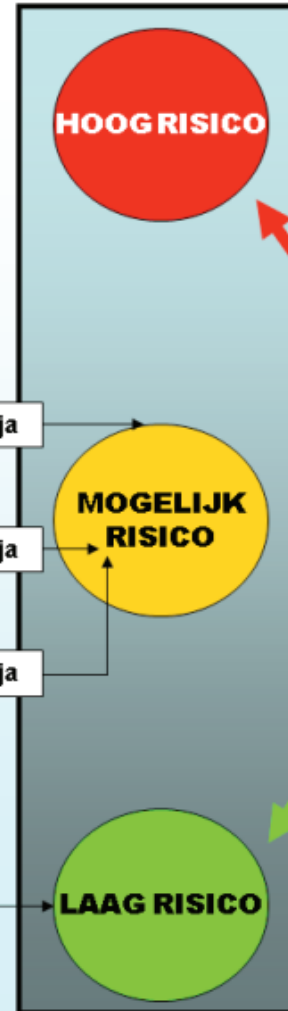 HOOG RISICO
ja
MOGELIJK
RISICO
ja
ja
LAAG RISICO